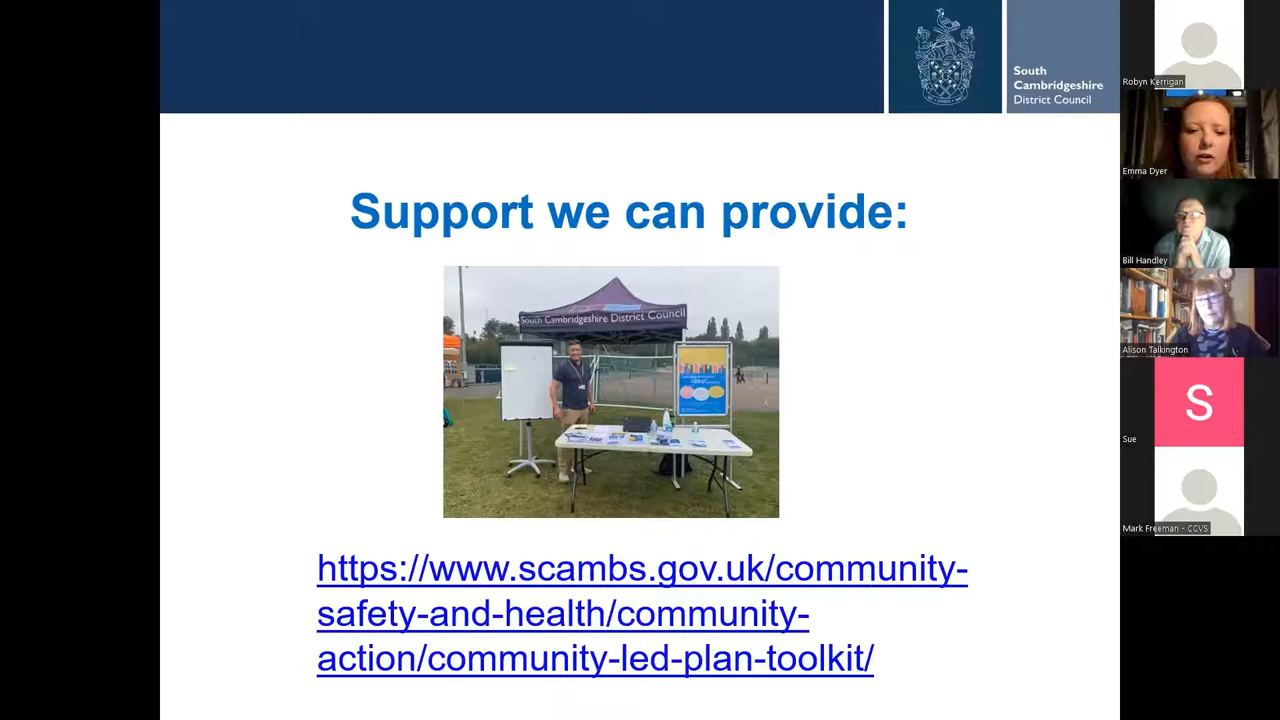 South
Cambridgeshire
District Council
Support we can provide:
South Cambridgeshire District Council
https://www.scambs.gov.uk/community-
safety-and-health/community-
action/community-led-plan-toolkit/
Robyn Kerrigan
Emma Dyer
Bill Handley
Alison Talkington
S
Sue
Mark Freeman - CCVS